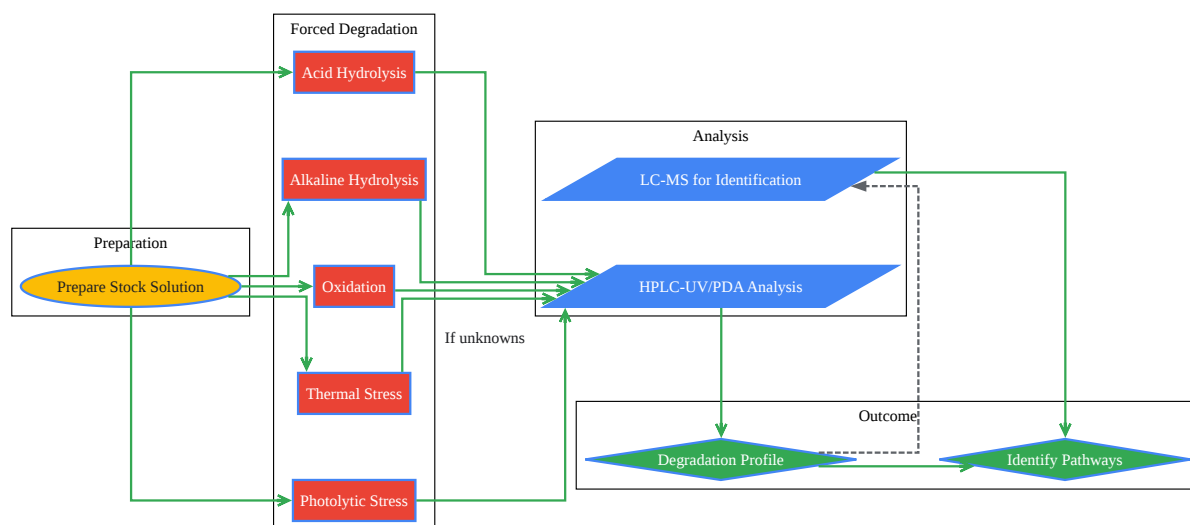 Forced Degradation
Acid Hydrolysis
Analysis
Alkaline Hydrolysis
LC-MS for Identification
Preparation
Prepare Stock Solution
Oxidation
HPLC-UV/PDA Analysis
If unknowns
Thermal Stress
Outcome
Degradation Profile
Identify Pathways
Photolytic Stress